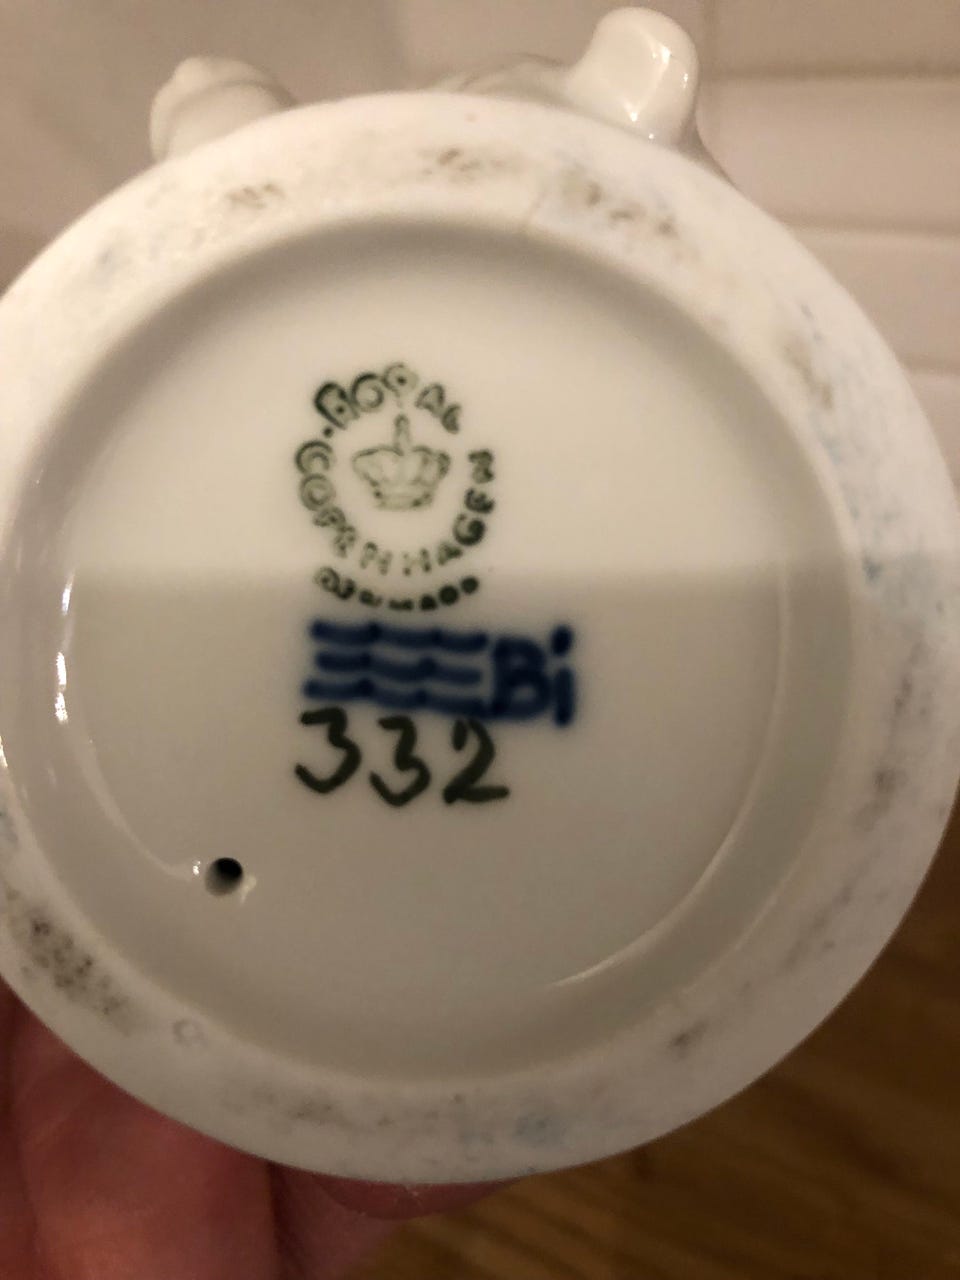 ROYAL COPENHAGEN
DENMARK
Bi
332